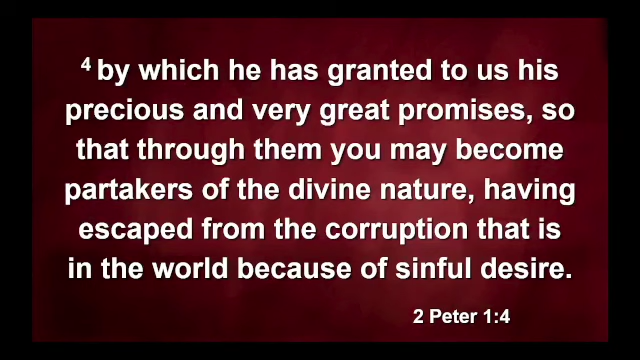 4 by which he has granted to us his
precious and very great promises, so
that through them you may become
partakers of the divine nature, having
escaped from the corruption that is
in the world because of sinful desire.
2 Peter 1:4